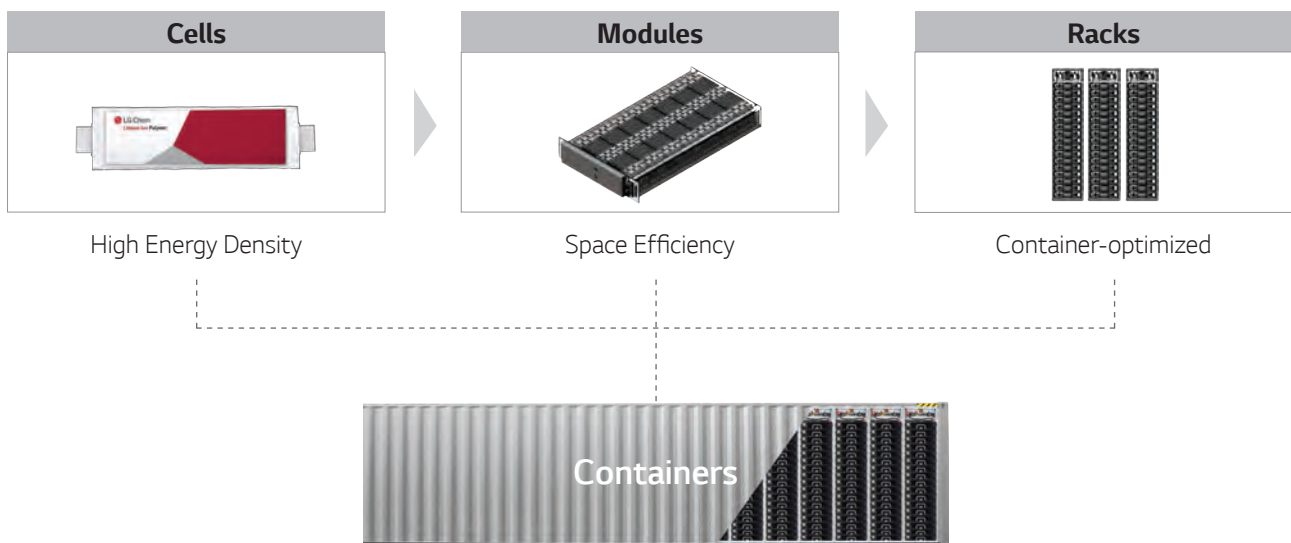 Cells
Modules
Racks
LG Chem
Lithium Ion Polymer
High Energy Density
Space Efficiency
Container-optimized
Containers